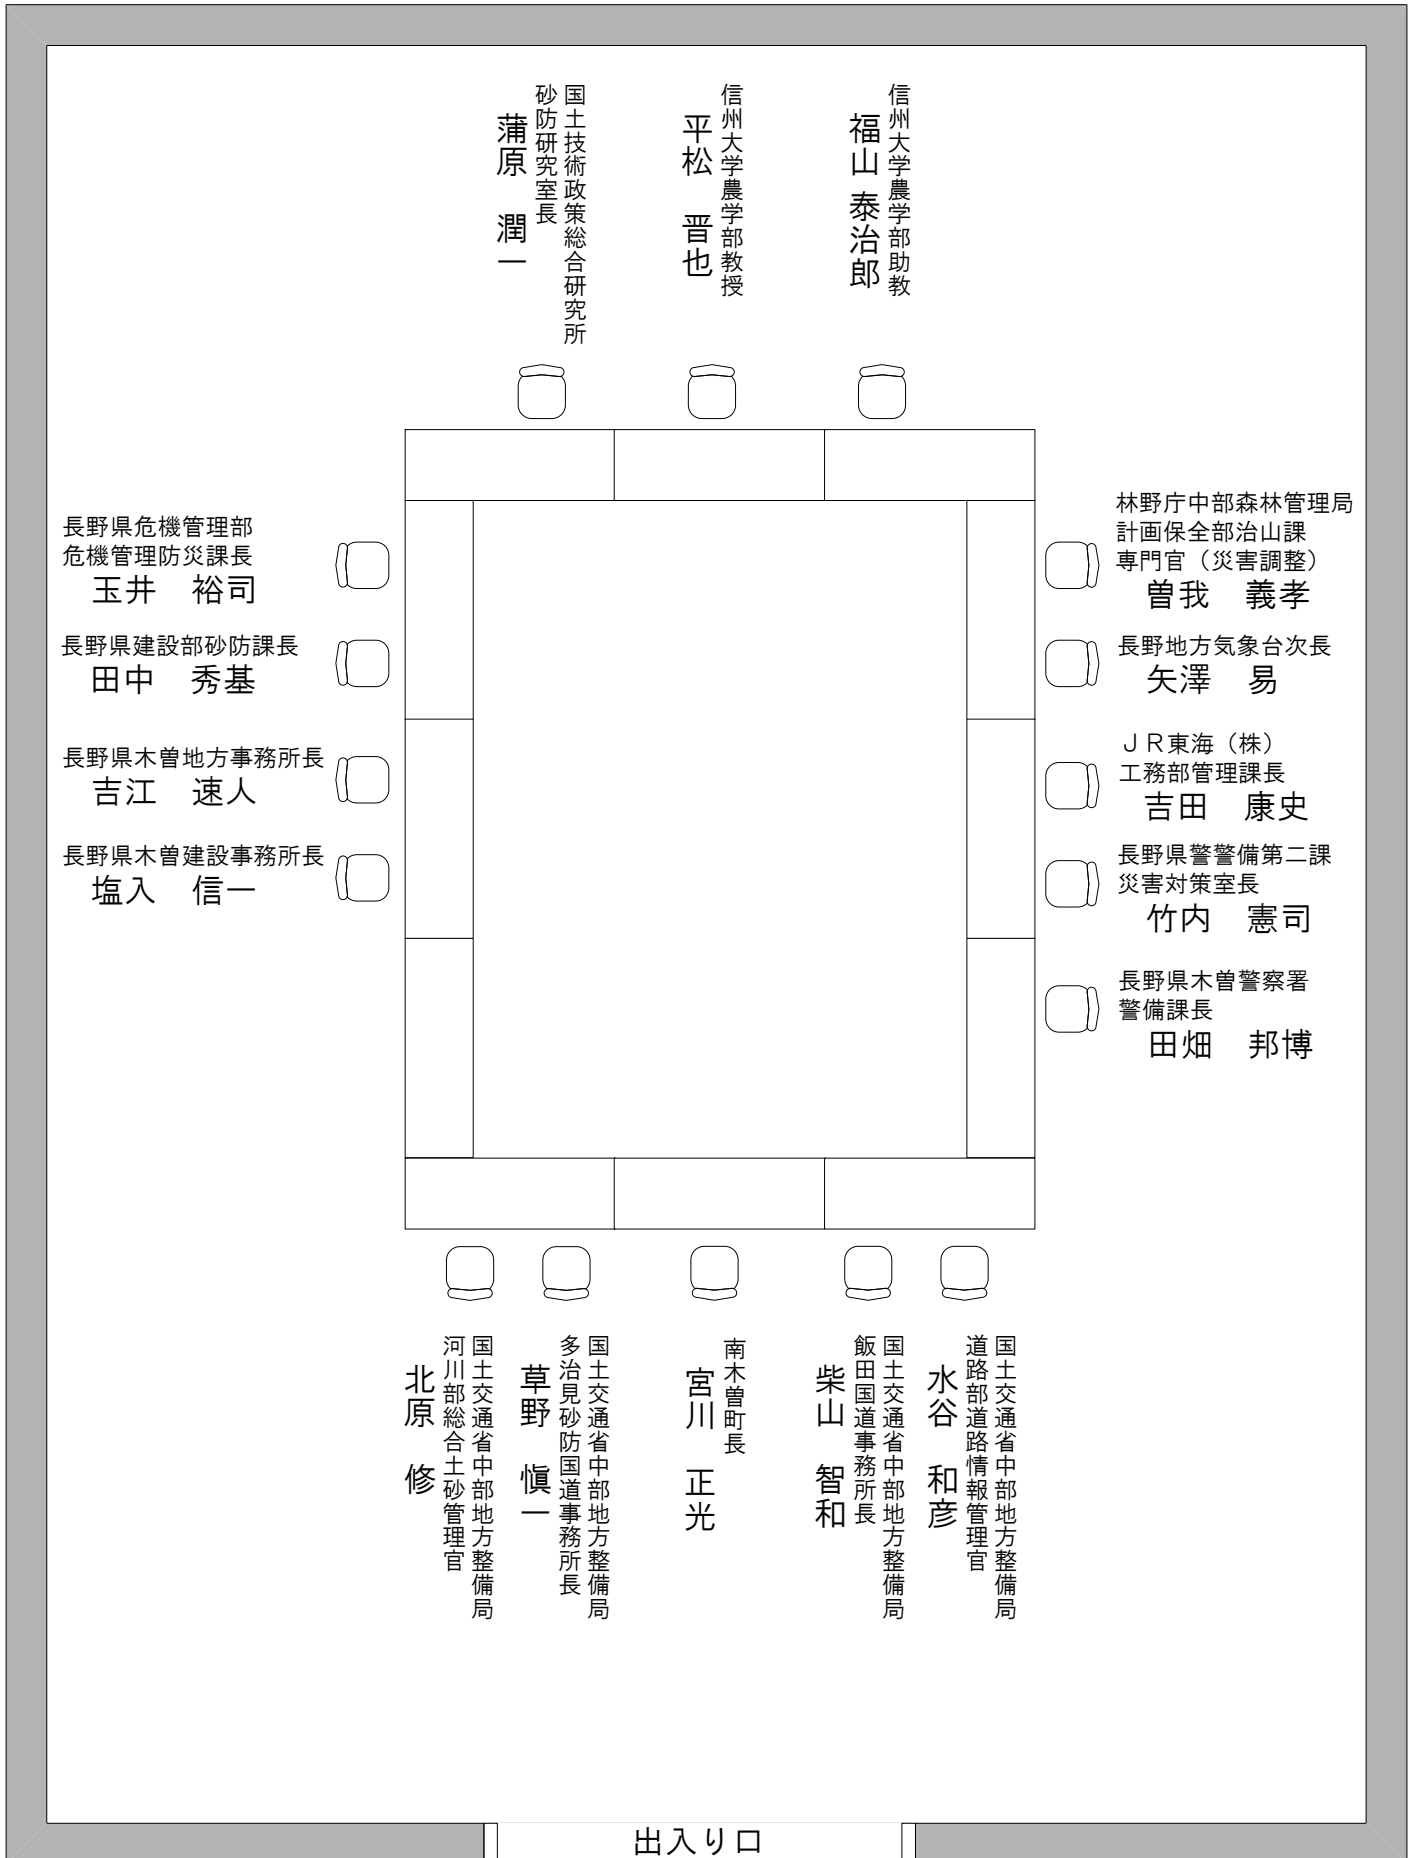 国土技術政策総合研究所
砂防研究室長
蒲原　潤一
信州大学農学部教授
平松　晋也
信州大学農学部助教
福山 泰治郎
長野県危機管理部
危機管理防災課長
玉井　裕司
長野県建設部砂防課長
田中　秀基
長野県木曽地方事務所長
吉江　速人
長野県木曽建設事務所長
塩入　信一
林野庁中部森林管理局
計画保全部治山課
専門官（災害調整）
曽我　義孝
長野地方気象台次長
矢澤　易
ＪＲ東海（株）
工務部管理課長
吉田　康史
長野県警警備第二課
災害対策室長
竹内　憲司
長野県木曽警察署
警備課長
田畑　邦博
国土交通省中部地方整備局
河川部総合土砂管理官
北原　修
国土交通省中部地方整備局
多治見砂防国道事務所長
草野　愼一
南木曽町長
宮川　正光
国土交通省中部地方整備局
飯田国道事務所長
柴山　智和
国土交通省中部地方整備局
道路部道路情報管理官
水谷　和彦
出入り口